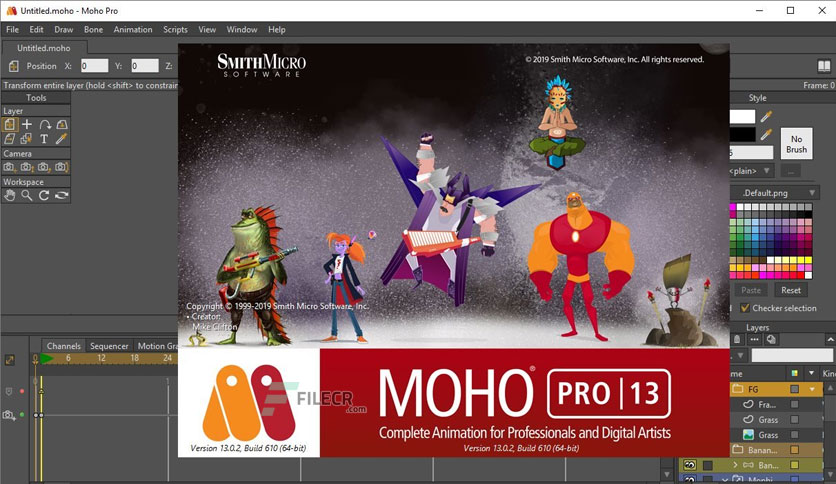 Untitled.moho - Moho Pro
File Edit Draw Bone Animation Scripts View Window Help
Untitled.moho
Position X: 0 Y: 0 Z:
Transform entire layer (hold <shift> to constrain
Frame: 0
Tools
Layer
T
Camera
Workspace
SMITHMICRO
SOFTWARE
© 2019 Smith Micro Software, Inc. All rights reserved.
Copyright © 1999-2019 Smith Micro Software, Inc.
• Creator:
Mike Clifton
FILECR
.com
MOHO® PRO | 13
Complete Animation for Professionals and Digital Artists
Version 13.0.2, Build 610 (64-bit)
Version 13.0.2, Build 610 (64-bit)
Style
No
Brush
<plain>
...
.Default.png
Paste Reset
Checker selection
Layers
me Kin
FG
Fra...
Grass
Grass
Banan...
Ban...
Channels Sequencer Motion Gra
0 6 12 18 24
1